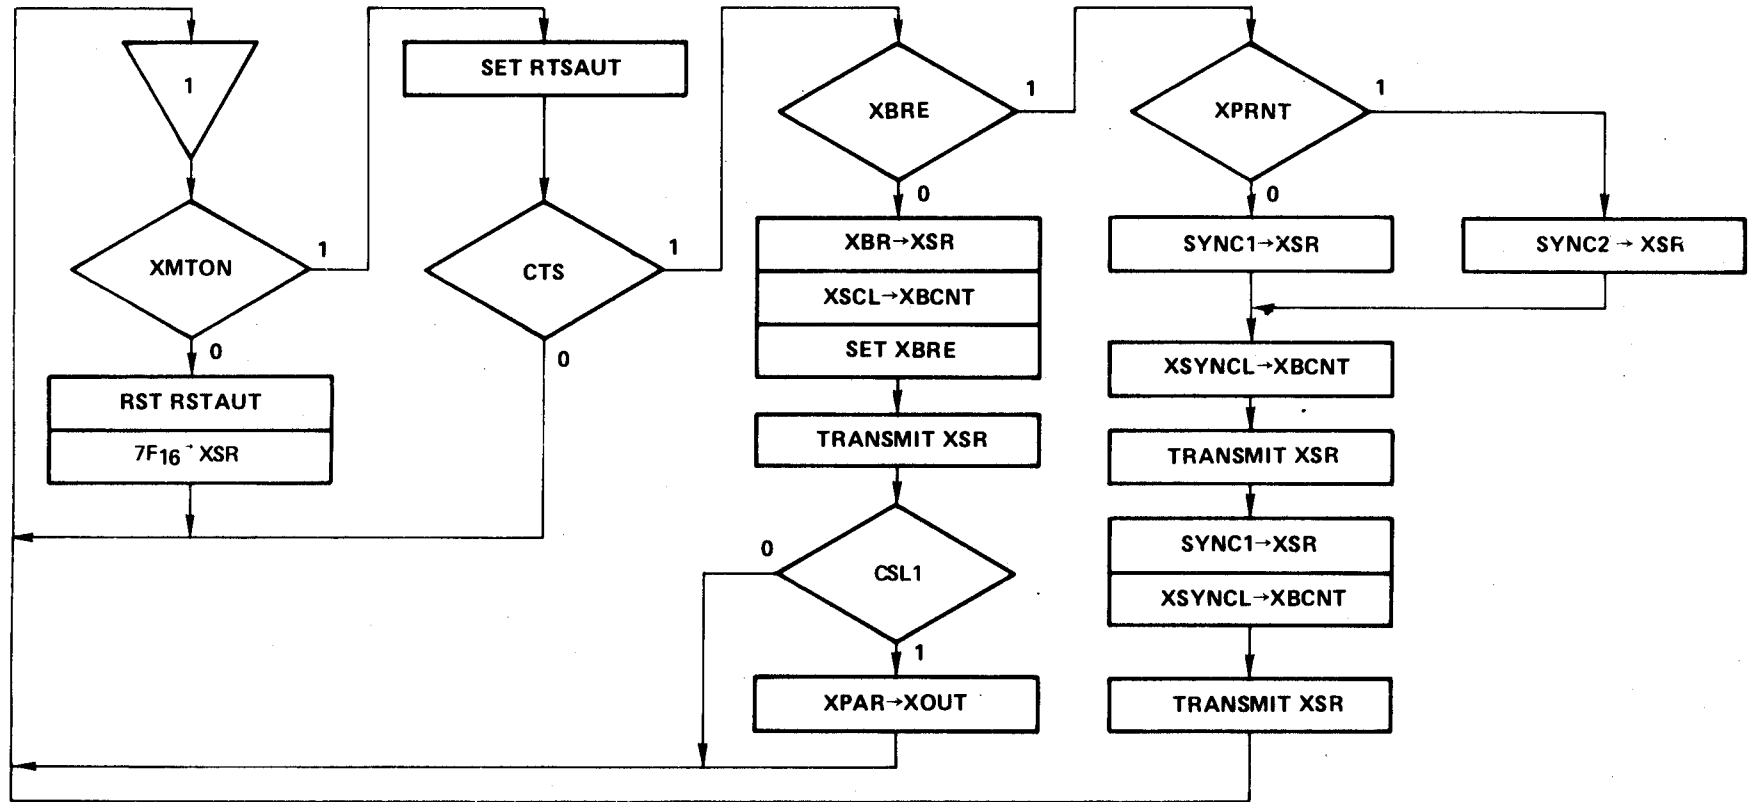 1
XMTON
1
0
RST RSTAUT
7F16→XSR
SET RTSAUT
CTS
1
0
XBRE
1
0
XBR→XSR
XSCL→XBCNT
SET XBRE
TRANSMIT XSR
CSL1
0
1
XPAR→XOUT
XPRNT
1
0
SYNC1→XSR
SYNC2→XSR
XSYNCL→XBCNT
TRANSMIT XSR
SYNC1→XSR
XSYNCL→XBCNT
TRANSMIT XSR